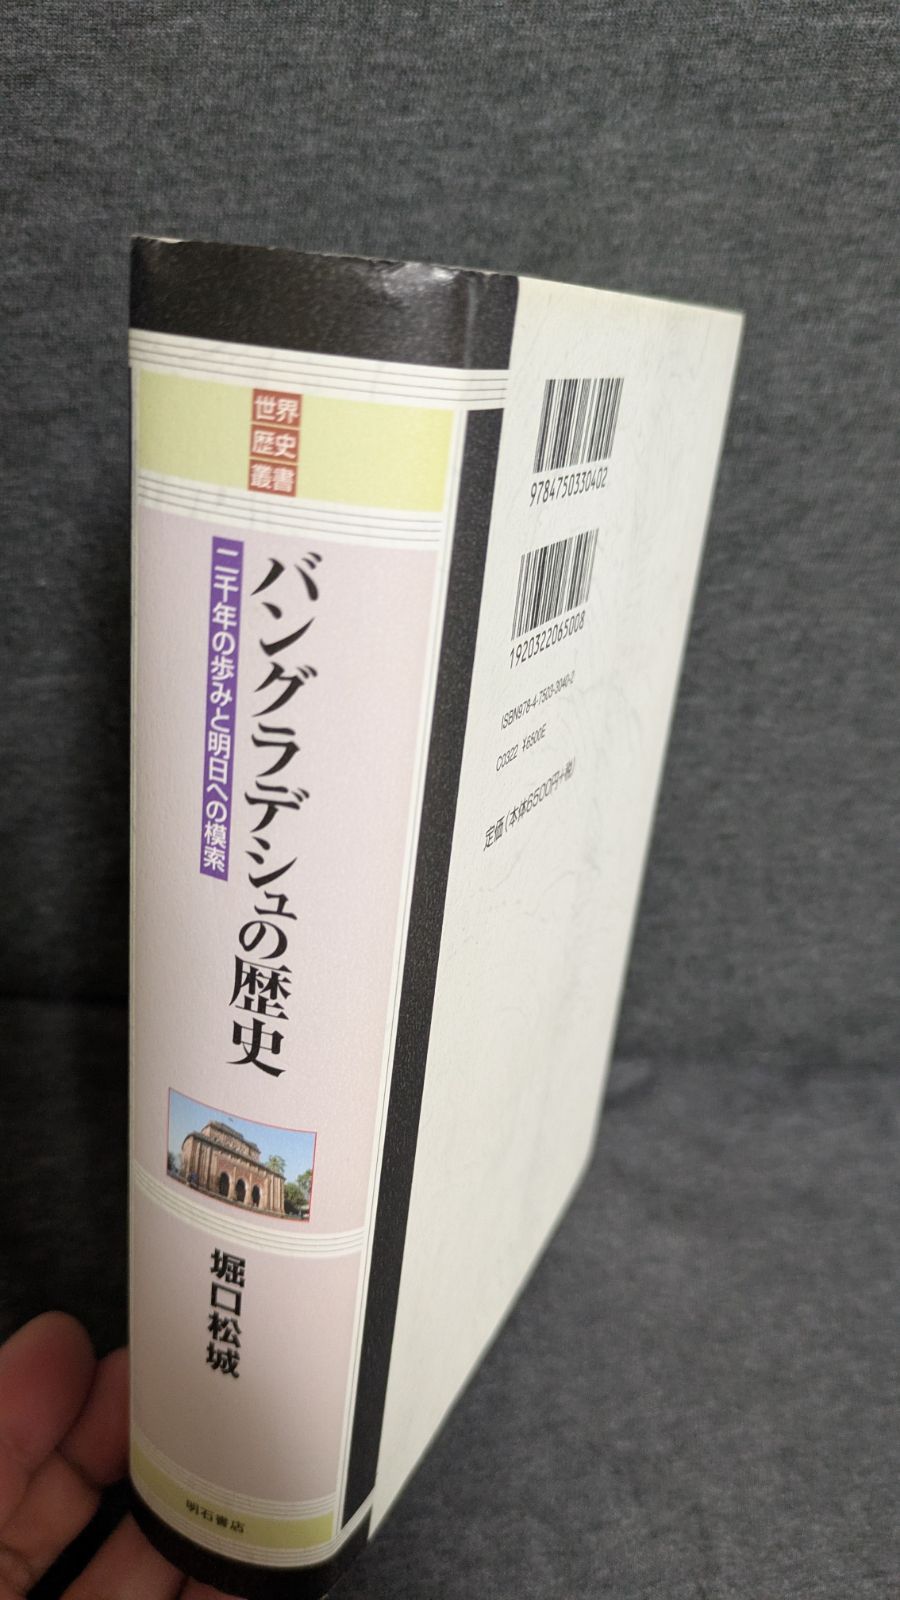 世界
歴史
叢書
バングラデシュの歴史
二千年の歩みと明日への模索
堀口松城
明石書店
9784750330402
1920322065008
ISBN978-4-7503-3040-2
C0322 ¥6500E
定価(本体6500円+税)